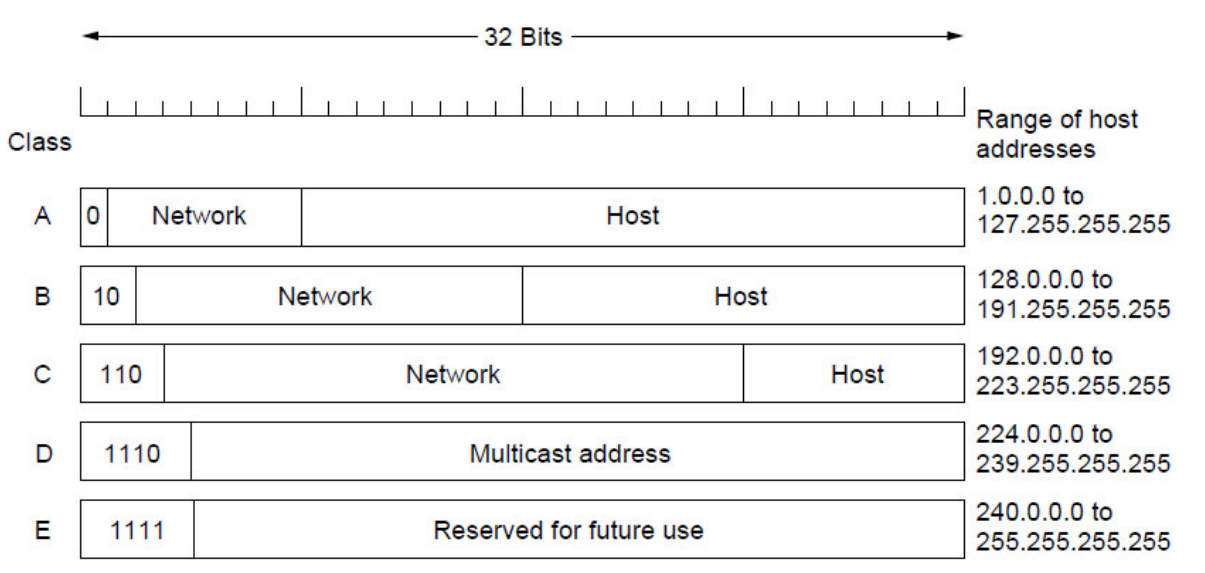 32 Bits
Class
Range of host
addresses
A
0
Network
Host
1.0.0.0 to
127.255.255.255
B
10
Network
Host
128.0.0.0 to
191.255.255.255
C
110
Network
Host
192.0.0.0 to
223.255.255.255
D
1110
Multicast address
224.0.0.0 to
239.255.255.255
E
1111
Reserved for future use
240.0.0.0 to
255.255.255.255